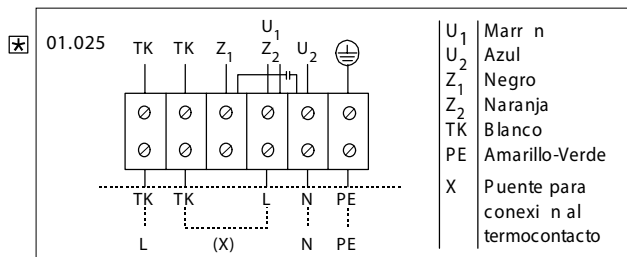 01.025
U1
TK TK Z1 Z2 U2
TK TK L N PE
L (X) N PE
U1 Marr n
U2 Azul
Z1 Negro
Z2 Naranja
TK Blanco
PE Amarillo-Verde
X Puente para
conexi n al
termocontacto